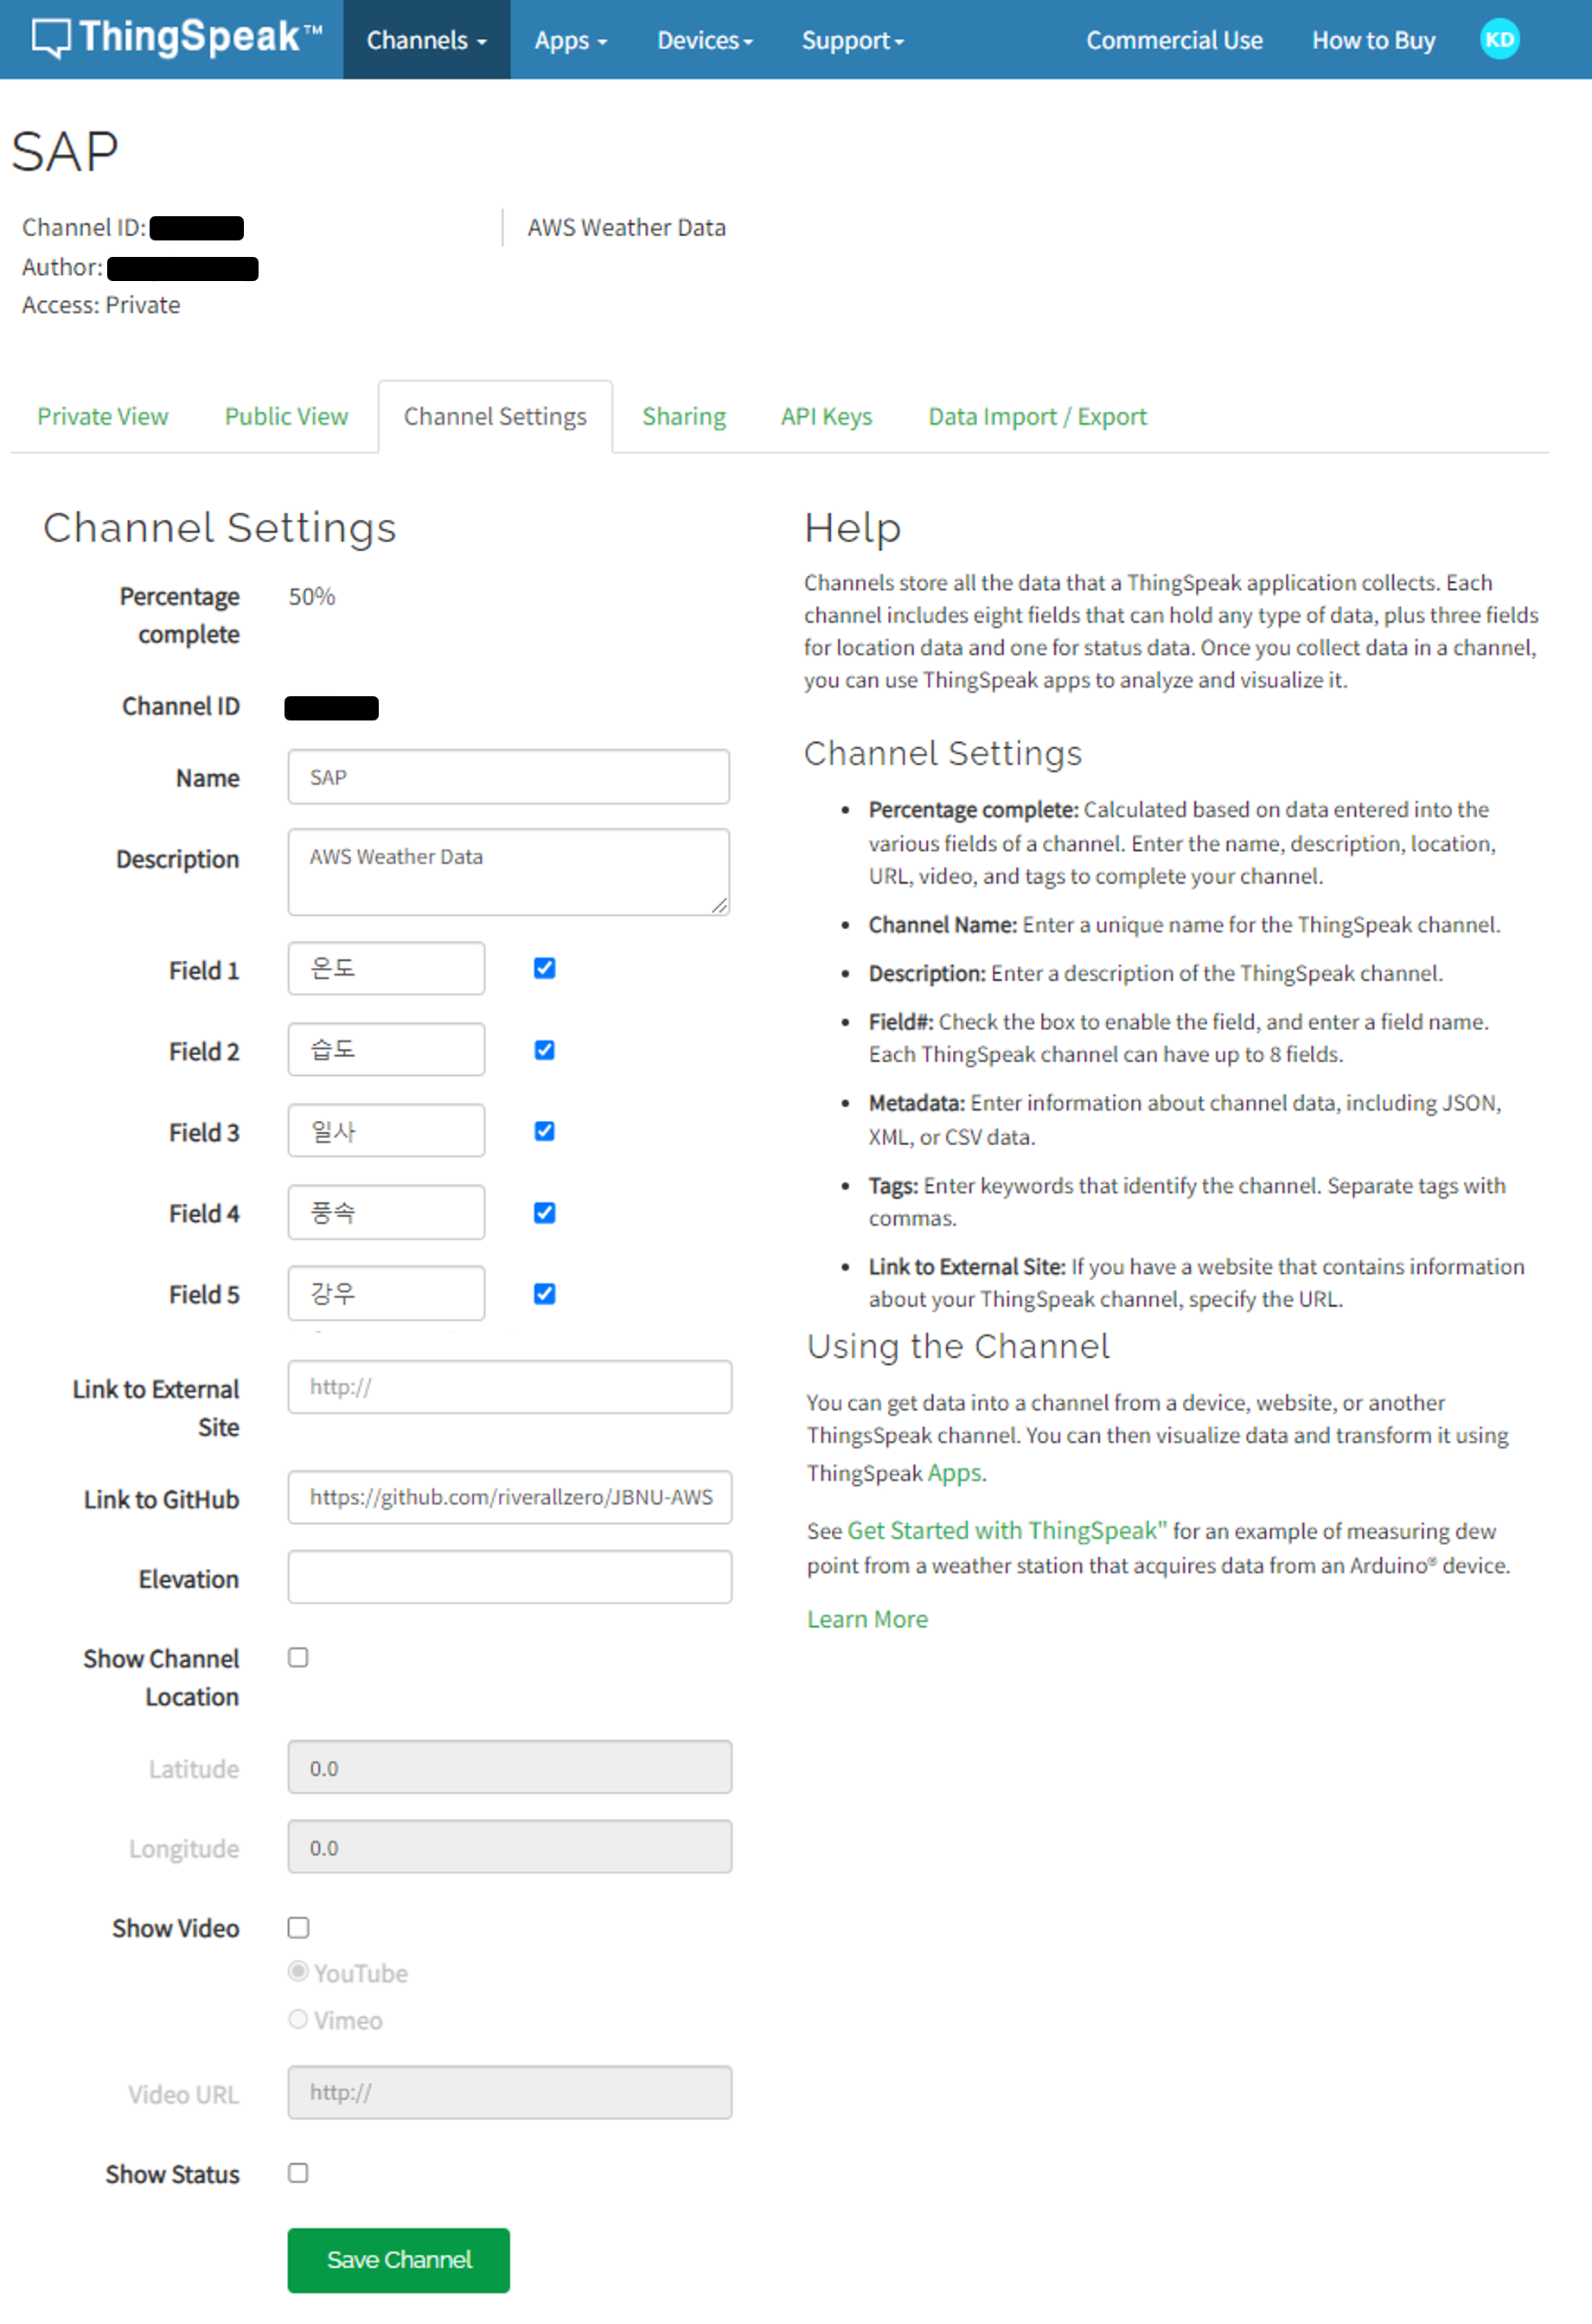 ThingSpeak™
Channels
Apps
Devices
Support
Commercial Use
How to Buy
KD
SAP
Channel ID:
Author:
Access: Private
AWS Weather Data
Private View
Public View
Channel Settings
Sharing
API Keys
Data Import / Export
Channel Settings
Percentage
complete
50%
Channel ID
Name
SAP
Description
AWS Weather Data
Field 1
온도
Field 2
습도
Field 3
일사
Field 4
풍속
Field 5
강우
Link to External
Site
http://
Link to GitHub
https://github.com/riverallzero/JBNU-AWS
Elevation
Show Channel
Location
Latitude
0.0
Longitude
0.0
Show Video
YouTube
Vimeo
Video URL
http://
Show Status
Save Channel
Help
Channels store all the data that a ThingSpeak application collects. Each
channel includes eight fields that can hold any type of data, plus three fields
for location data and one for status data. Once you collect data in a channel,
you can use ThingSpeak apps to analyze and visualize it.
Channel Settings
• Percentage complete: Calculated based on data entered into the
various fields of a channel. Enter the name, description, location,
URL, video, and tags to complete your channel.
• Channel Name: Enter a unique name for the ThingSpeak channel.
• Description: Enter a description of the ThingSpeak channel.
• Field#: Check the box to enable the field, and enter a field name.
Each ThingSpeak channel can have up to 8 fields.
• Metadata: Enter information about channel data, including JSON,
XML, or CSV data.
• Tags: Enter keywords that identify the channel. Separate tags with
commas.
• Link to External Site: If you have a website that contains information
about your ThingSpeak channel, specify the URL.
Using the Channel
You can get data into a channel from a device, website, or another
ThingsSpeak channel. You can then visualize data and transform it using
ThingSpeak Apps.
See Get Started with ThingSpeak" for an example of measuring dew
point from a weather station that acquires data from an Arduino® device.
Learn More